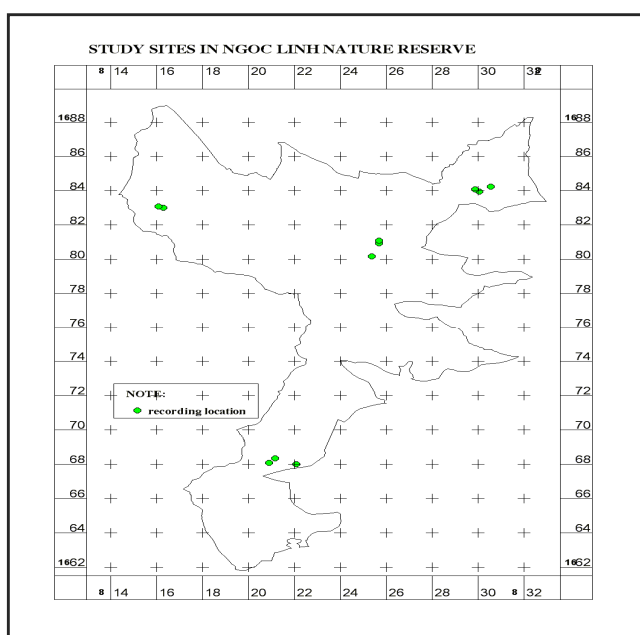 STUDY SITES IN NGOC LINH NATURE RESERVE
8 14 16 18 20 22 24 26 28 30 32
1688 1688
86 86
84 84
82 82
80 80
78 78
76 76
74 74
72 72
NOTE:
recording location
70 70
68 68
66 66
64 64
1662 1662
8 14 16 18 20 22 24 26 28 30 8 32